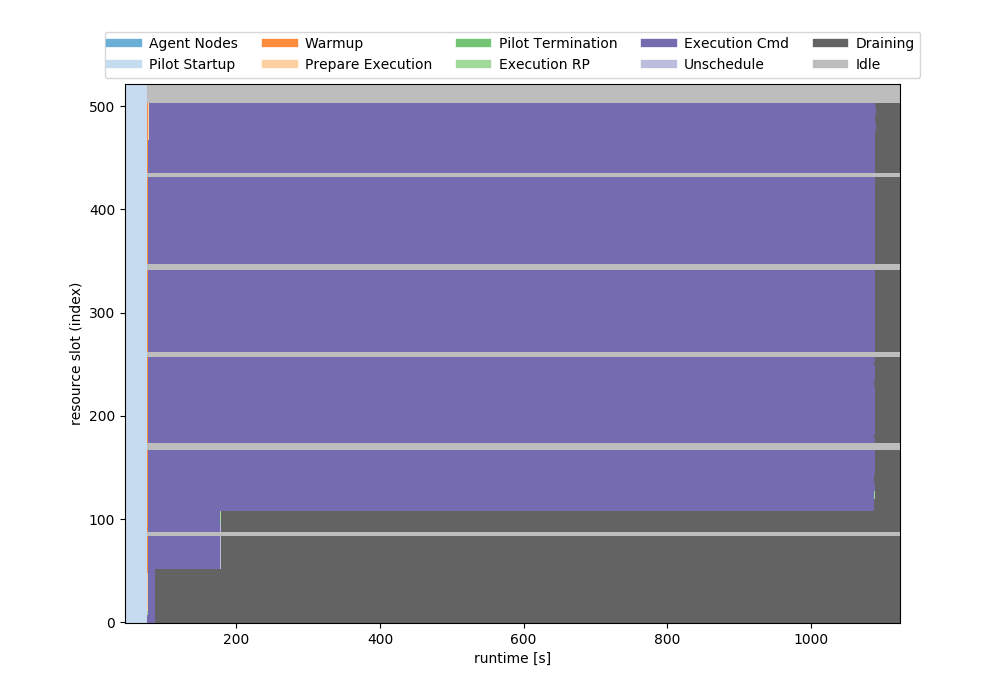 Agent Nodes Warmup Pilot Termination Execution Cmd Draining
Pilot Startup Prepare Execution Execution RP Unschedule Idle
500
400
300
200
100
0
resource slot (index)
200 400 600 800 1000
runtime [s]